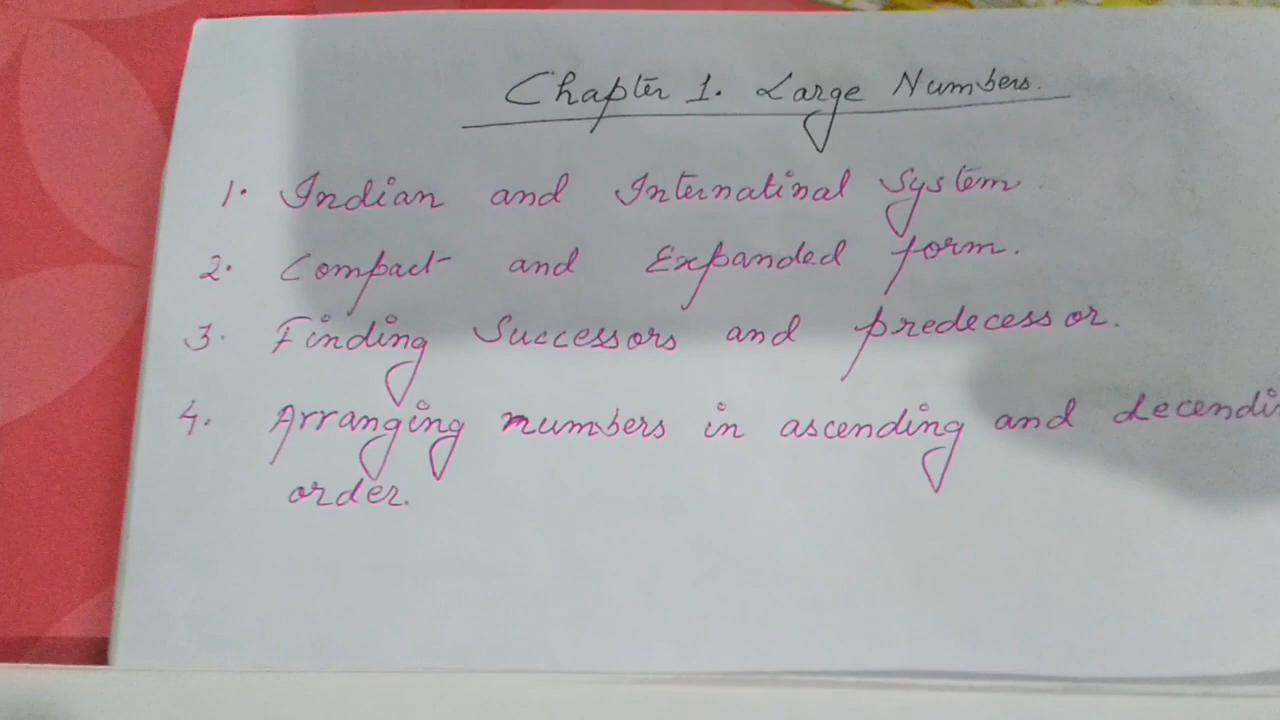 Chapter 1. Large Numbers.
1. Indian and Internatinal System
2. Compact and Expanded form.
3. Finding Successors and predecessor.
4. Arranging numbers in ascending and decendi
order.